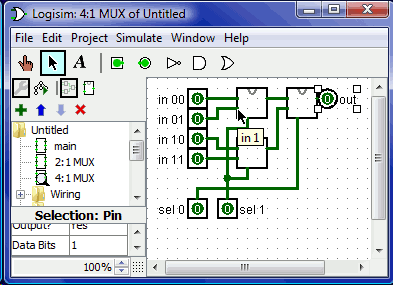 Logisim: 4:1 MUX of Untitled
File Edit Project Simulate Window Help
A
Untitled
main
2:1 MUX
4:1 MUX
Wiring
Selection: Pin
Output? Yes
Data Bits 1
100%
in 00 0
in 01 0
in 10 0
in 11 0
in 1
0 out
sel 0 0
0 sel 1